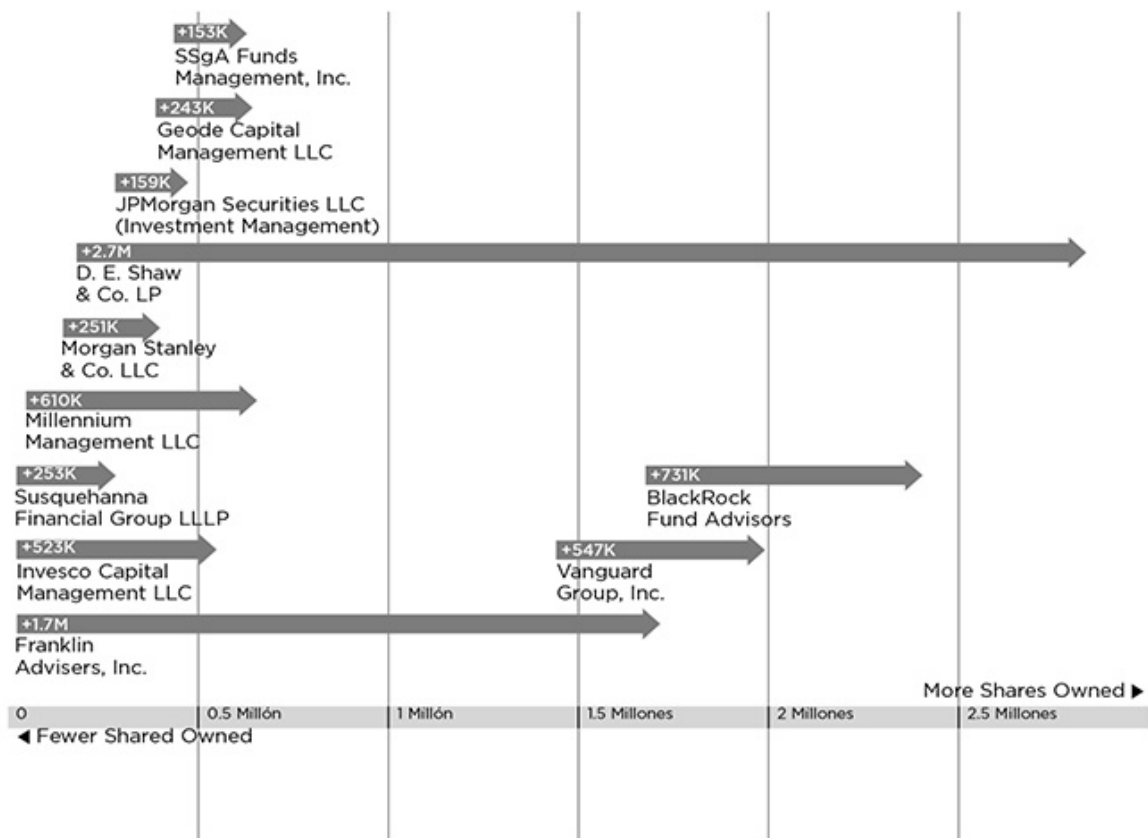 +153K
SSgA Funds
Management, Inc.
+243K
Geode Capital
Management LLC
+159K
JPMorgan Securities LLC
(Investment Management)
+2.7M
D. E. Shaw
& Co. LP
+251K
Morgan Stanley
& Co. LLC
+610K
Millennium
Management LLC
+253K
Susquehanna
Financial Group LLLP
+731K
BlackRock
Fund Advisors
+523K
Invesco Capital
Management LLC
+547K
Vanguard
Group, Inc.
+1.7M
Franklin
Advisers, Inc.
More Shares Owned ►
0 0.5 Millón 1 Millón 1.5 Millones 2 Millones 2.5 Millones
◄ Fewer Shared Owned